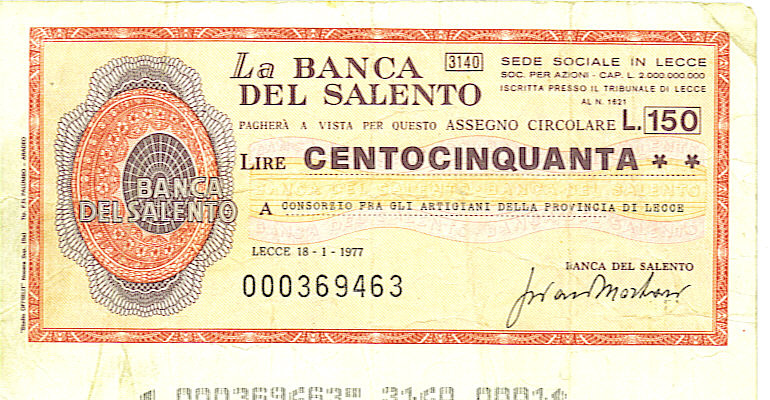 La BANCA DEL SALENTO
3140
SEDE SOCIALE IN LECCE
SOC. PER AZIONI - CAP. L. 2.000.000.000
ISCRITTA PRESSO IL TRIBUNALE DI LECCE
AL N. 1621
PAGHERÀ A VISTA PER QUESTO ASSEGNO CIRCOLARE L. 150
LIRE CENTOCINQUANTA * *
A CONSORZIO FRA GLI ARTIGIANI DELLA PROVINCIA DI LECCE
LECCE 18 - 1 - 1977
BANCA DEL SALENTO
000369463
BANCA
DEL SALENTO